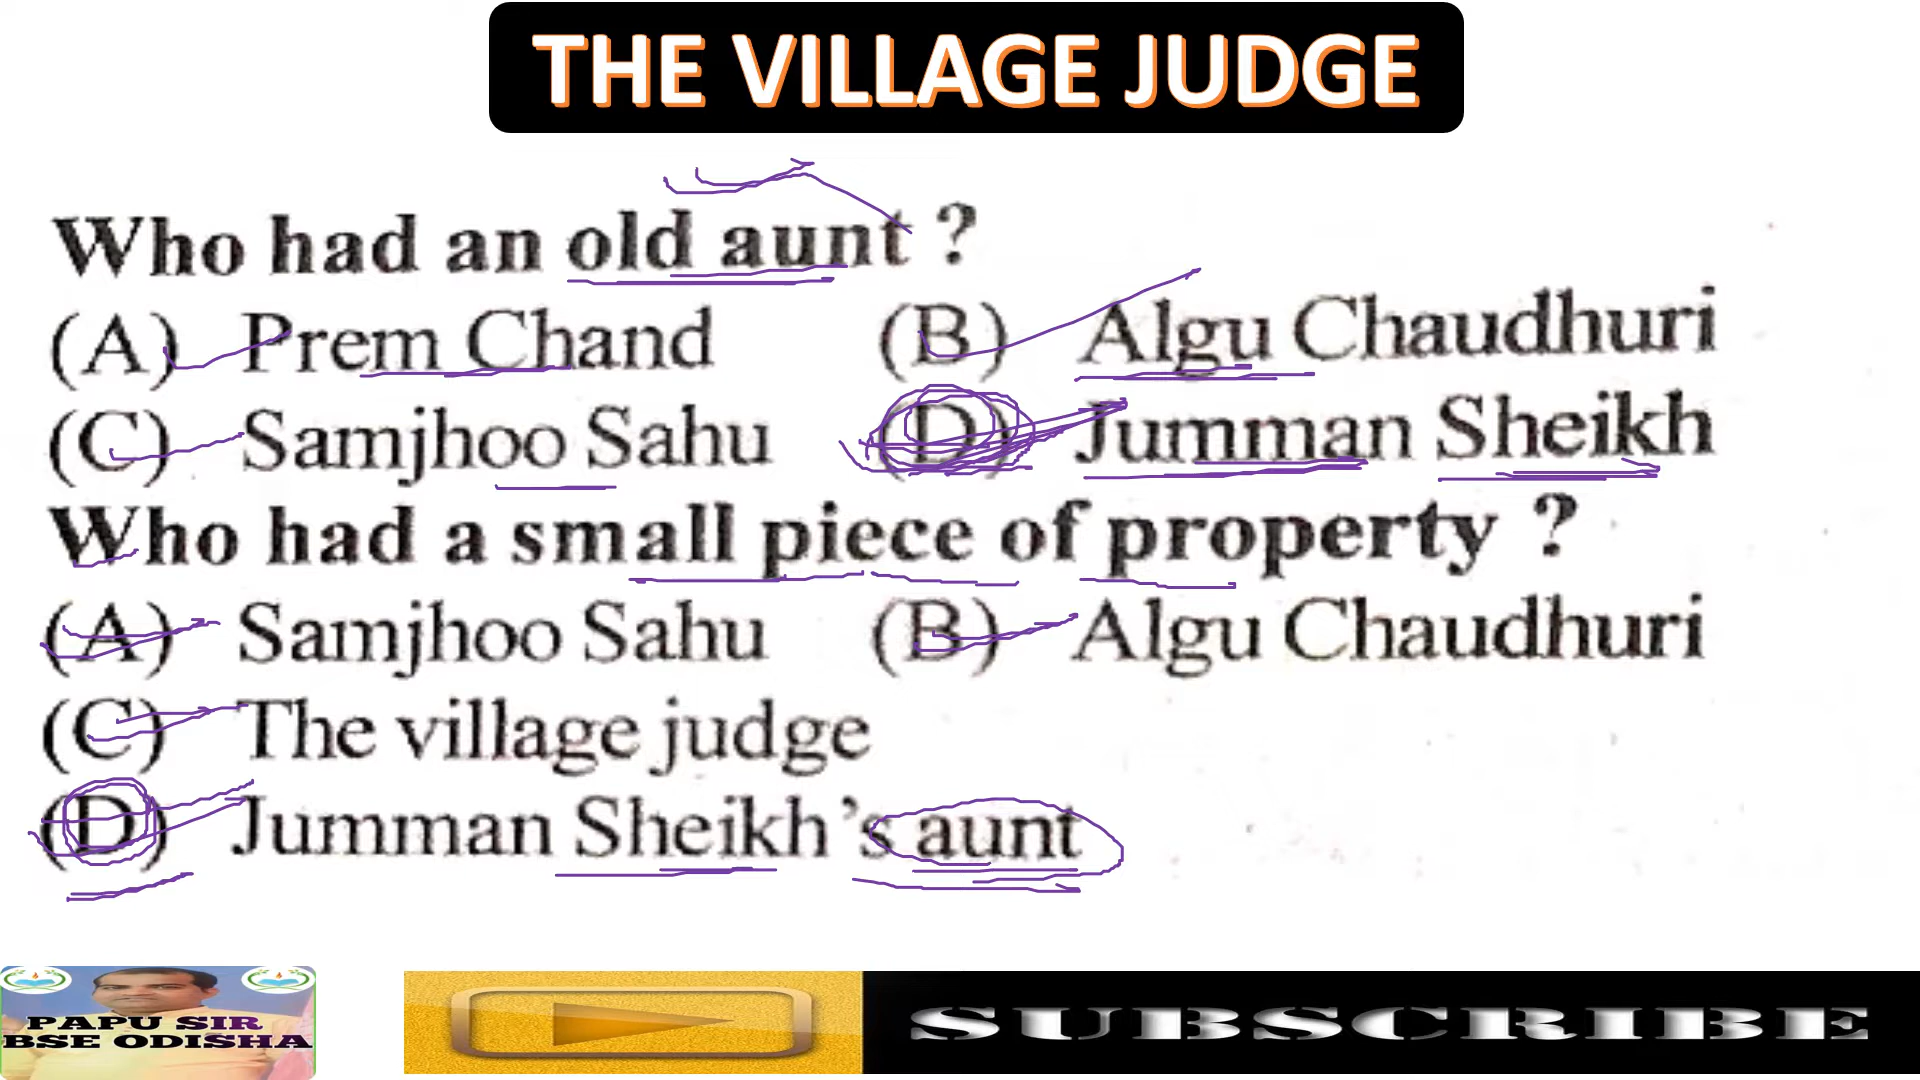 THE VILLAGE JUDGE
Who had an old aunt ?
(A) Prem Chand (B) Algu Chaudhuri
(C) Samjhoo Sahu (D) Jumman Sheikh
Who had a small piece of property ?
(A) Samjhoo Sahu (B) Algu Chaudhuri
(C) The village judge
(D) Jumman Sheikh's aunt
PAPU SIR
BSE ODISHA
SUBSCRIBE